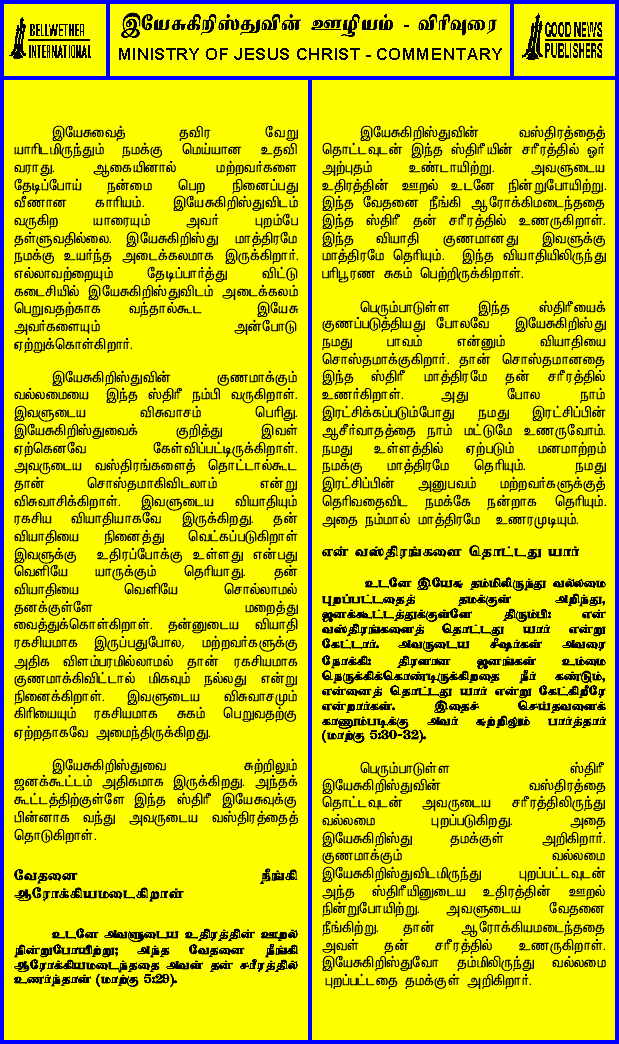 BELLWETHER
INTERNATIONAL
இயேசுகிறிஸ்துவின் ஊழியம் - விரிவுரை
MINISTRY OF JESUS CHRIST - COMMENTARY
GOOD NEWS
PUBLISHERS
இயேசுவைத் தவிர வேறு
யாரிடமிருந்தும் நமக்கு மெய்யான உதவி
வராது. ஆகையினால் மற்றவர்களை
தேடிப்போய் நன்மை பெற நினைப்பது
வீணான காரியம். இயேசுகிறிஸ்துவிடம்
வருகிற யாரையும் அவர் புறம்பே
தள்ளுவதில்லை. இயேசுகிறிஸ்து மாத்திரமே
நமக்கு உயர்ந்த அடைக்கலமாக இருக்கிறார்.
எல்லாவற்றையும் தேடிப்பார்த்து விட்டு
கடைசியில் இயேசுகிறிஸ்துவிடம் அடைக்கலம்
பெறுவதற்காக வந்தால்கூட இயேசு
அவர்களையும் அன்போடு
ஏற்றுக்கொள்கிறார்.
இயேசுகிறிஸ்துவின் குணமாக்கும்
வல்லமையை இந்த ஸ்திரீ நம்பி வருகிறாள்.
இவளுடைய விசுவாசம் பெரிது.
இயேசுகிறிஸ்துவைக் குறித்து இவள்
ஏற்கெனவே கேள்விப்பட்டிருக்கிறாள்.
அவருடைய வஸ்திரங்களைத் தொட்டால்கூட
தான் சொஸ்தமாகிவிடலாம் என்று
விசுவாசிக்கிறாள். இவளுடைய வியாதியும்
ரகசிய வியாதியாகவே இருக்கிறது. தன்
வியாதியை நினைத்து வெட்கப்படுகிறாள்
இவளுக்கு உதிரப்போக்கு உள்ளது என்பது
வெளியே யாருக்கும் தெரியாது. தன்
வியாதியை வெளியே சொல்லாமல்
தனக்குள்ளே மறைத்து
வைத்துக்கொள்கிறாள். தன்னுடைய வியாதி
ரகசியமாக இருப்பதுபோல, மற்றவர்களுக்கு
அதிக விளம்பரமில்லாமல் தான் ரகசியமாக
குணமாக்கிவிட்டால் மிகவும் நல்லது என்று
நினைக்கிறாள். இவளுடைய விசுவாசமும்
கிரியையும் ரகசியமாக சுகம் பெறுவதற்கு
ஏற்றதாகவே அமைந்திருக்கிறது.
இயேசுகிறிஸ்துவை சுற்றிலும்
ஜனக்கூட்டம் அதிகமாக இருக்கிறது. அந்தக்
கூட்டத்திற்குள்ளே இந்த ஸ்திரீ இயேசுவுக்கு
பின்னாக வந்து அவருடைய வஸ்திரத்தைத்
தொடுகிறாள்.
வேதனை நீங்கி
ஆரோக்கியமடைகிறாள்
உடனே அவளுடைய உதிரத்தின் ஊறல்
நின்றுபோயிற்று; அந்த வேதனை நீங்கி
ஆரோக்கியமடைந்ததை அவள் தன் சரீரத்தில்
உணர்ந்தாள் (மாற்கு 5:29).
இயேசுகிறிஸ்துவின் வஸ்திரத்தைத்
தொட்டவுடன் இந்த ஸ்திரீயின் சரீரத்தில் ஓர்
அற்புதம் உண்டாயிற்று. அவளுடைய
உதிரத்தின் ஊறல் உடனே நின்றுபோயிற்று.
இந்த வேதனை நீங்கி ஆரோக்கிமடைந்ததை
இந்த ஸ்திரீ தன் சரீரத்தில் உணருகிறாள்.
இந்த வியாதி குணமானது இவளுக்கு
மாத்திரமே தெரியும். இந்த வியாதியிலிருந்து
பரிபூரண சுகம் பெற்றிருக்கிறாள்.
பெரும்பாடுள்ள இந்த ஸ்திரீயைக்
குணப்படுத்தியது போலவே இயேசுகிறிஸ்து
நமது பாவம் என்னும் வியாதியை
சொஸ்தமாக்குகிறார். தான் சொஸ்தமானதை
இந்த ஸ்திரீ மாத்திரமே தன் சரீரத்தில்
உணர்கிறாள். அது போல நாம்
இரட்சிக்கப்படும்போது நமது இரட்சிப்பின்
ஆசீர்வாதத்தை நாம் மட்டுமே உணருவோம்.
நமது உள்ளத்தில் ஏற்படும் மனமாற்றம்
நமக்கு மாத்திரமே தெரியும். நமது
இரட்சிப்பின் அனுபவம் மற்றவர்களுக்குத்
தெரிவதைவிட நமக்கே நன்றாக தெரியும்.
அதை நம்மால் மாத்திரமே உணரமுடியும்.
என் வஸ்திரங்களை தொட்டது யார்
உடனே இயேசு தம்மிலிருந்து வல்லமை
புறப்பட்டதைத் தமக்குள் அறிந்து,
ஜனக்கூட்டத்துக்குள்ளே திரும்பி: என்
வஸ்திரங்களைத் தொட்டது யார் என்று
கேட்டார். அவருடைய சீஷர்கள் அவரை
நோக்கி: திரளான ஜனங்கள் உம்மை
நெருக்கிக்கொண்டிருக்கிறதை நீர் கண்டும்,
என்னைத் தொட்டது யார் என்று கேட்கிறீரே
என்றார்கள். இதைச் செய்தவளைக்
காணும்படிக்கு அவர் சுற்றிலும் பார்த்தார்
(மாற்கு 5:30-32).
பெரும்பாடுள்ள ஸ்திரீ
இயேசுகிறிஸ்துவின் வஸ்திரத்தை
தொட்டவுடன் அவருடைய சரீரத்திலிருந்து
வல்லமை புறப்படுகிறது. அதை
இயேசுகிறிஸ்து தமக்குள் அறிகிறார்.
குணமாக்கும் வல்லமை
இயேசுகிறிஸ்துவிடமிருந்து புறப்பட்டவுடன்
அந்த ஸ்திரீயினுடைய உதிரத்தின் ஊறல்
நின்றுபோயிற்று. அவளுடைய வேதனை
நீங்கிற்று. தான் ஆரோக்கியமடைந்ததை
அவள் தன் சரீரத்தில் உணருகிறாள்.
இயேசுகிறிஸ்துவோ தம்மிலிருந்து வல்லமை
புறப்பட்டதை தமக்குள் அறிகிறார்.